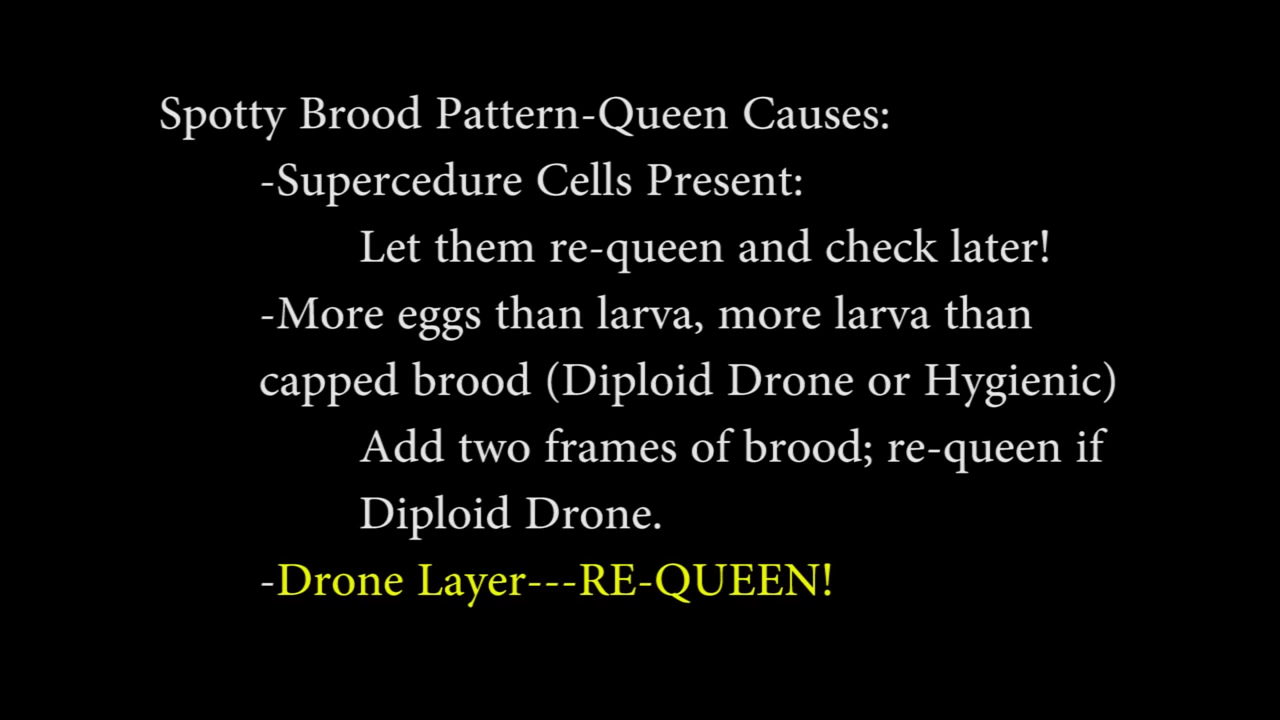 Spotty Brood Pattern-Queen Causes:
-Supercedure Cells Present:
Let them re-queen and check later!
-More eggs than larva, more larva than
capped brood (Diploid Drone or Hygienic)
Add two frames of brood; re-queen if
Diploid Drone.
-Drone Layer---RE-QUEEN!